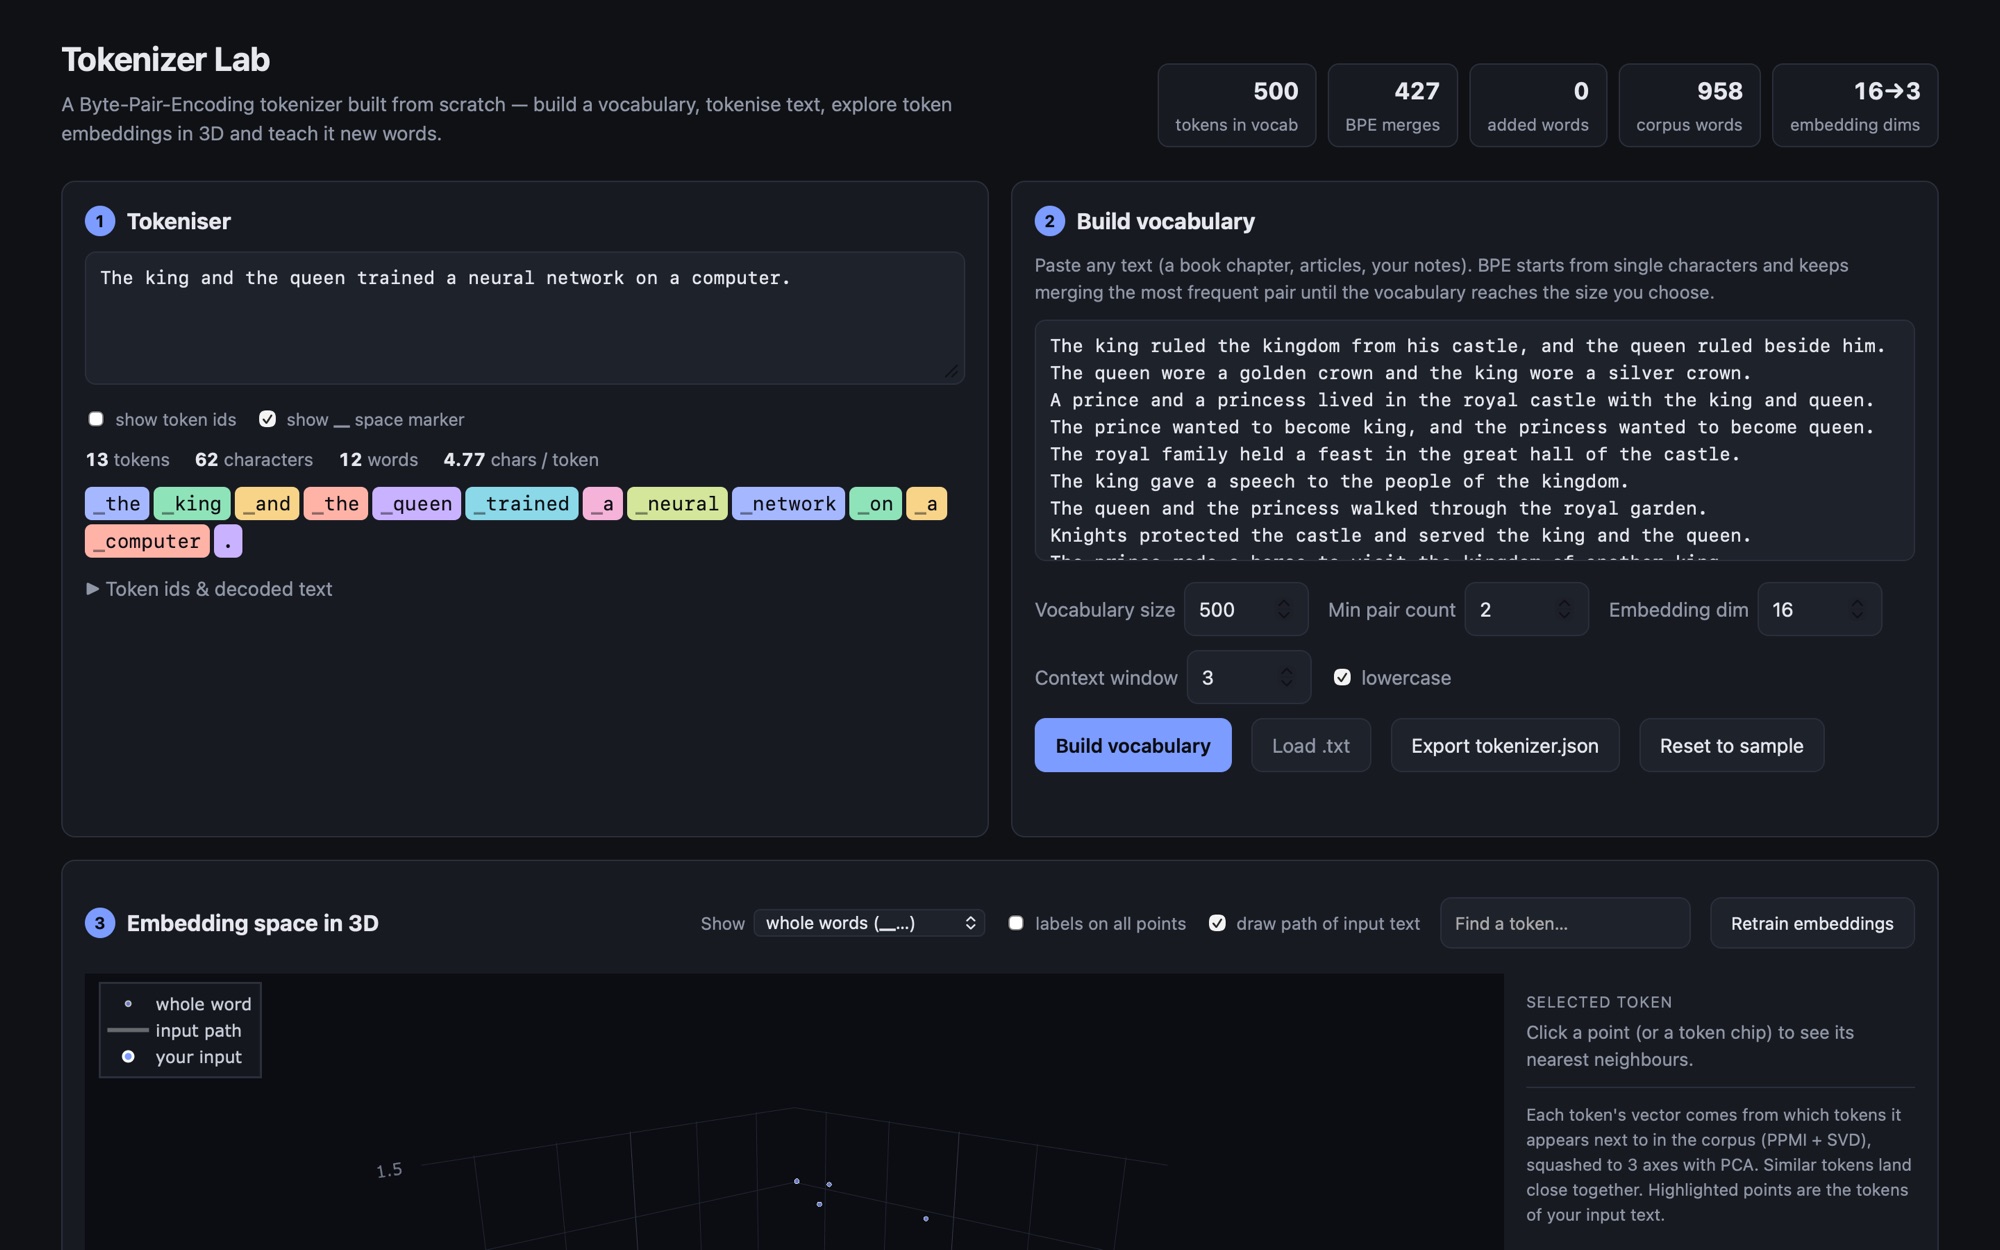 Tokenizer Lab
A Byte-Pair-Encoding tokenizer built from scratch — build a vocabulary, tokenise text, explore token
embeddings in 3D and teach it new words.
500
tokens in vocab
427
BPE merges
0
added words
958
corpus words
16→3
embedding dims
1 Tokeniser
The king and the queen trained a neural network on a computer.
show token ids show __ space marker
13 tokens 62 characters 12 words 4.77 chars / token
_the _king _and _the _queen _trained _a _neural _network _on _a
_computer .
▶ Token ids & decoded text
2 Build vocabulary
Paste any text (a book chapter, articles, your notes). BPE starts from single characters and keeps
merging the most frequent pair until the vocabulary reaches the size you choose.
The king ruled the kingdom from his castle, and the queen ruled beside him.
The queen wore a golden crown and the king wore a silver crown.
A prince and a princess lived in the royal castle with the king and queen.
The prince wanted to become king, and the princess wanted to become queen.
The royal family held a feast in the great hall of the castle.
The king gave a speech to the people of the kingdom.
The queen and the princess walked through the royal garden.
Knights protected the castle and served the king and the queen.
The prince rode a horse to visit the kingdom of another king.
Vocabulary size 500 Min pair count 2 Embedding dim 16
Context window 3 lowercase
Build vocabulary Load .txt Export tokenizer.json Reset to sample
3 Embedding space in 3D
Show whole words (__…) labels on all points draw path of input text Find a token… Retrain embeddings
whole word
input path
your input
1.5
SELECTED TOKEN
Click a point (or a token chip) to see its
nearest neighbours.
Each token's vector comes from which tokens it
appears next to in the corpus (PPMI + SVD),
squashed to 3 axes with PCA. Similar tokens land
close together. Highlighted points are the tokens
of your input text.